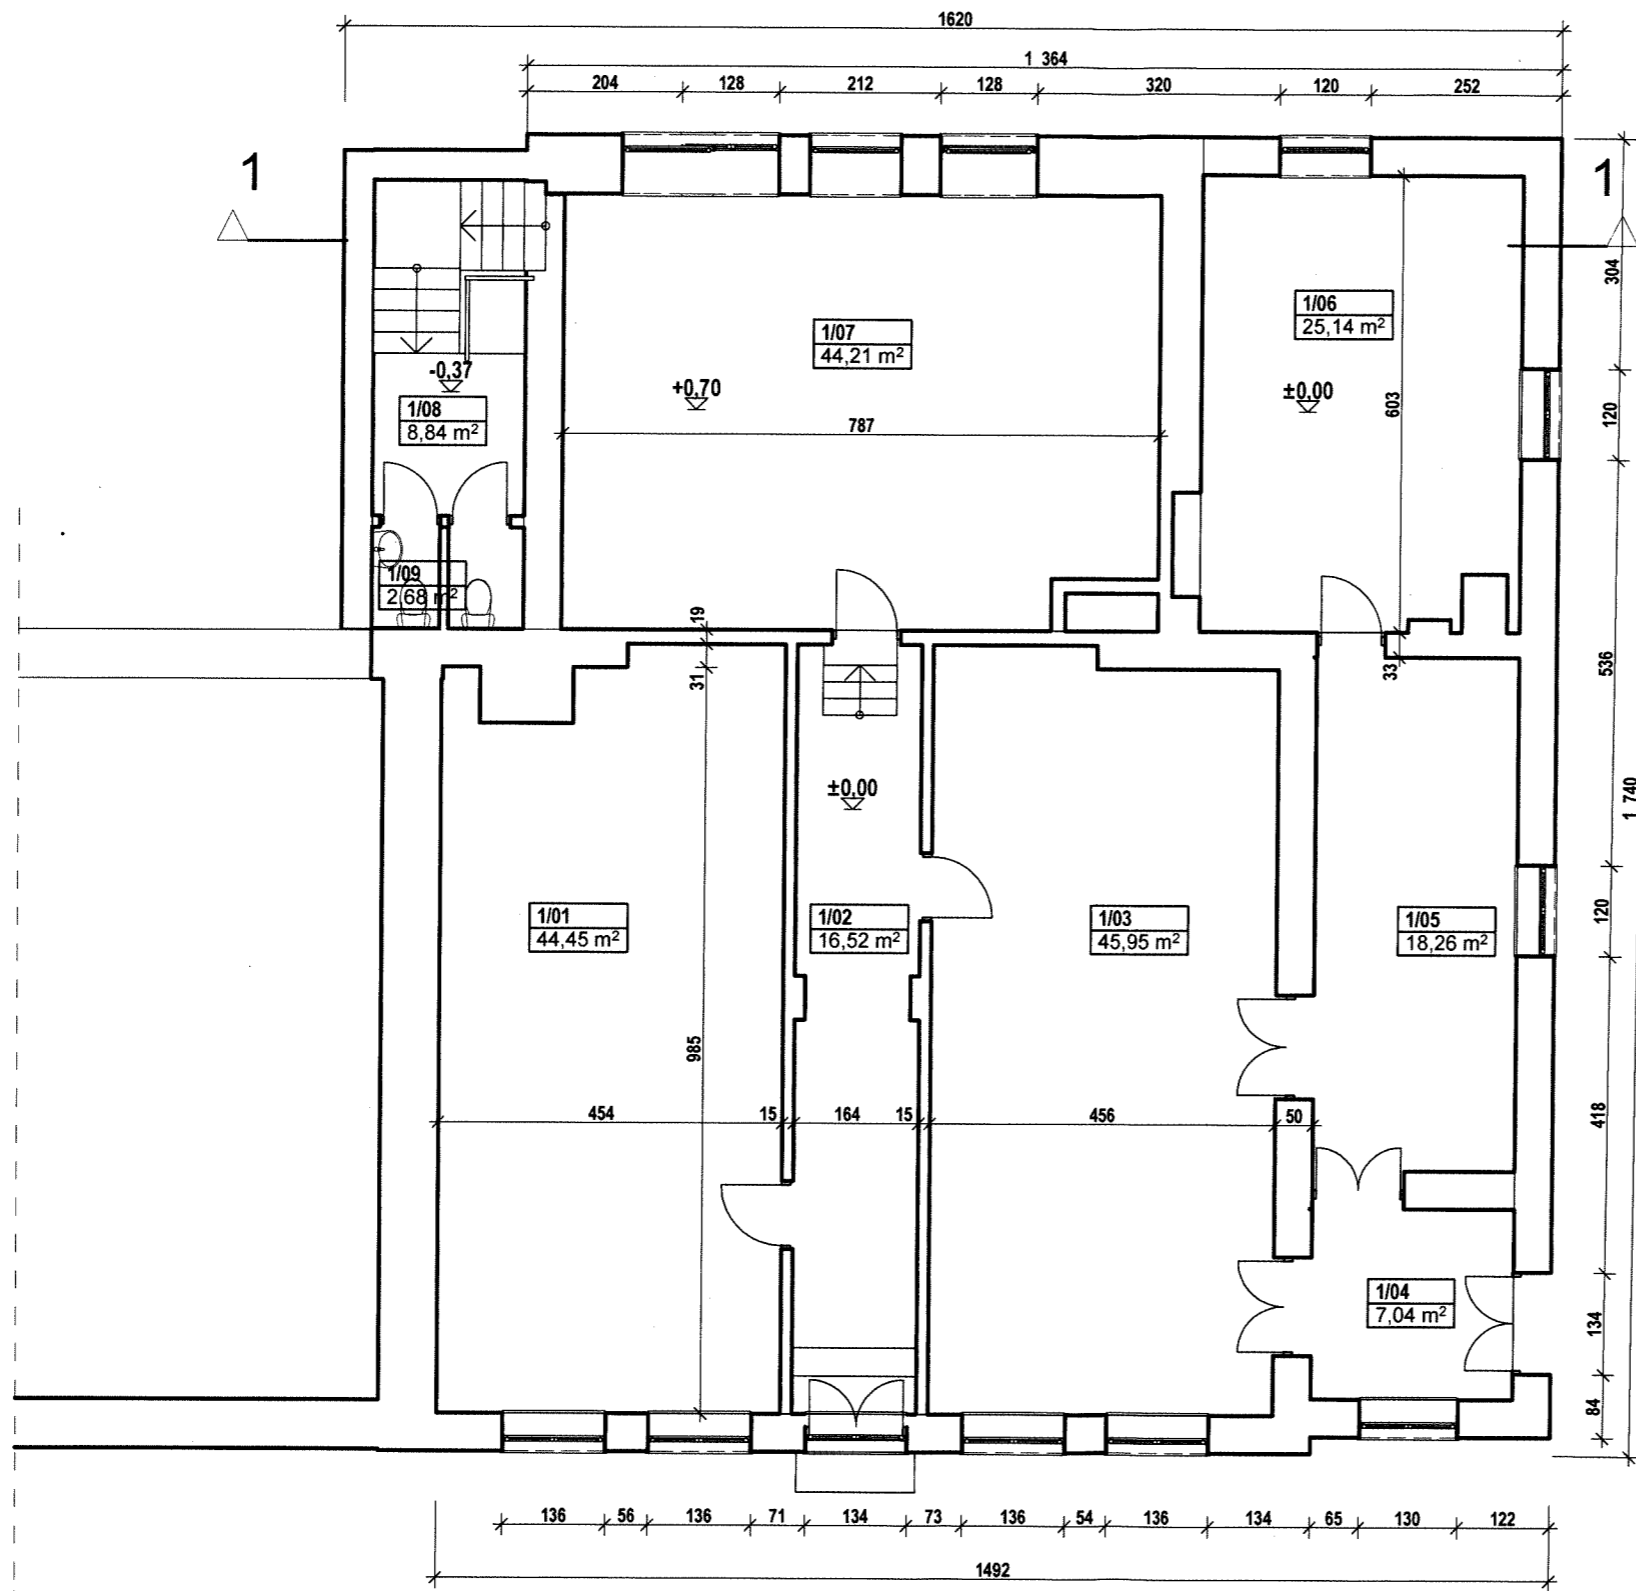 1620
1 364
204 128 212 128 320 120 252
1 1
304
1/06
25,14 m²
1/07
44,21 m²
-0,37
+0,70
±0,00
603
120
1/08
8,84 m²
787
1/09
2,68 m²
19
31
33
536
±0,00
1 740
1/01
44,45 m²
1/02
16,52 m²
1/03
45,95 m²
1/05
18,26 m²
120
985
454 15 164 15 456 50
418
1/04
7,04 m²
134
84
136 56 136 71 134 73 136 54 136 134 65 130 122
1492